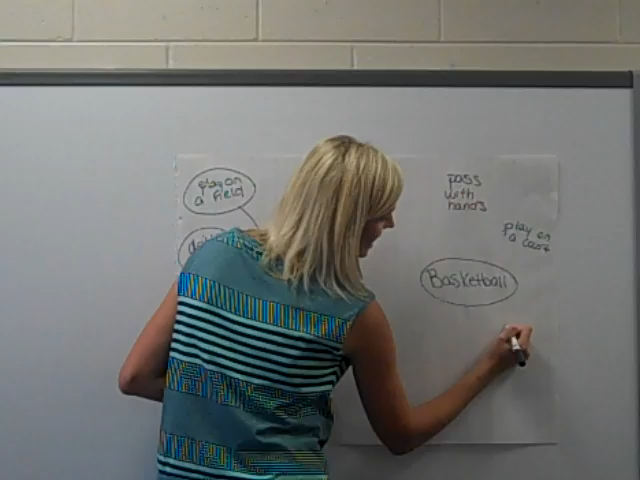 play on
a field
pass
with
hands
play on
a court
Basketball